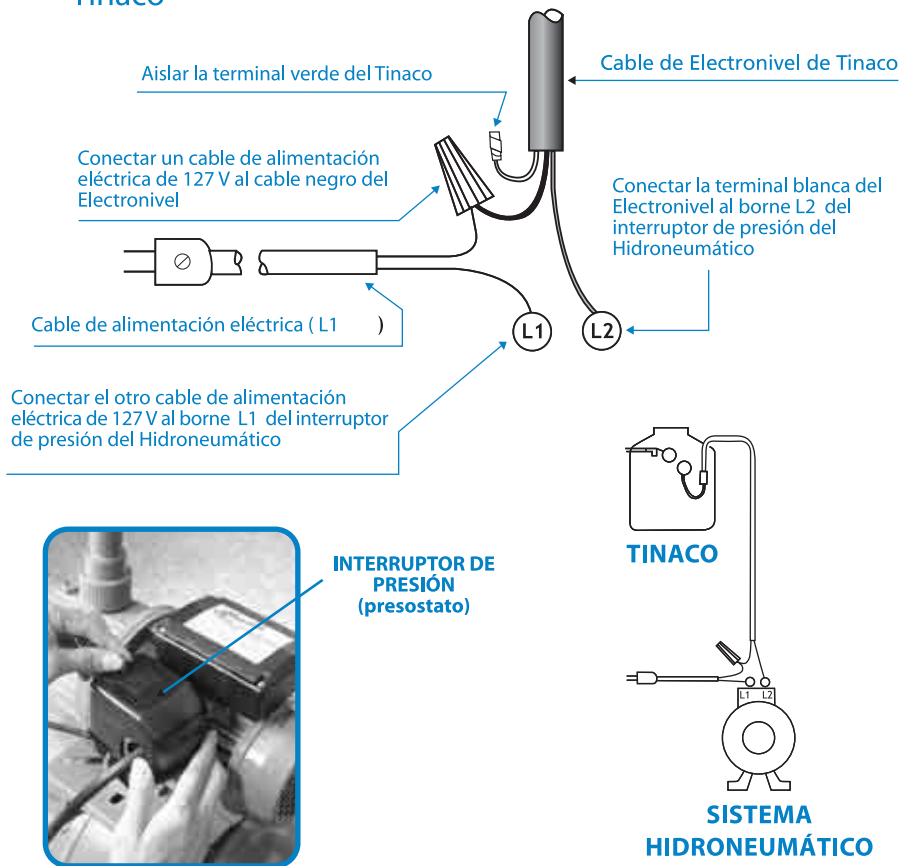 Tinaco
Aislar la terminal verde del Tinaco
Cable de Electronivel de Tinaco
Conectar un cable de alimentación
eléctrica de 127 V al cable negro del
Electronivel
Conectar la terminal blanca del
Electronivel al borne L2 del
interruptor de presión del
Hidroneumático
Cable de alimentación eléctrica ( L1 )
L1
L2
Conectar el otro cable de alimentación
eléctrica de 127 V al borne L1 del interruptor
de presión del Hidroneumático
INTERRUPTOR DE
PRESIÓN
(presostato)
TINACO
L1 L2
SISTEMA
HIDRONEUMÁTICO